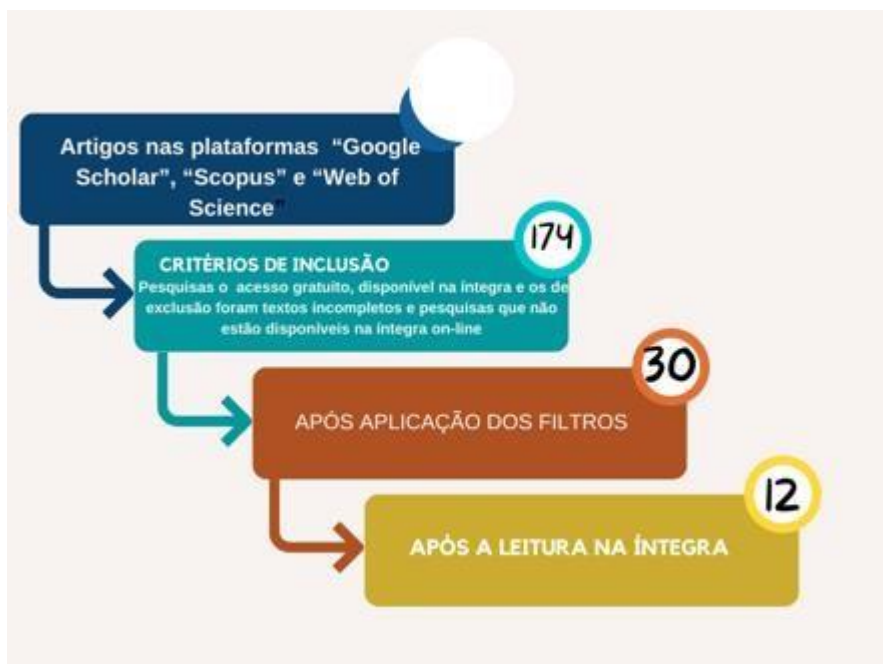 Artigos nas plataformas “Google
Scholar”, “Scopus” e “Web of
Science”
174
CRITÉRIOS DE INCLUSÃO
Pesquisas o acesso gratuito, disponível na íntegra e os de
exclusão foram textos incompletos e pesquisas que não
estão disponíveis na íntegra on-line
30
APÓS APLICAÇÃO DOS FILTROS
12
APÓS A LEITURA NA ÍNTEGRA